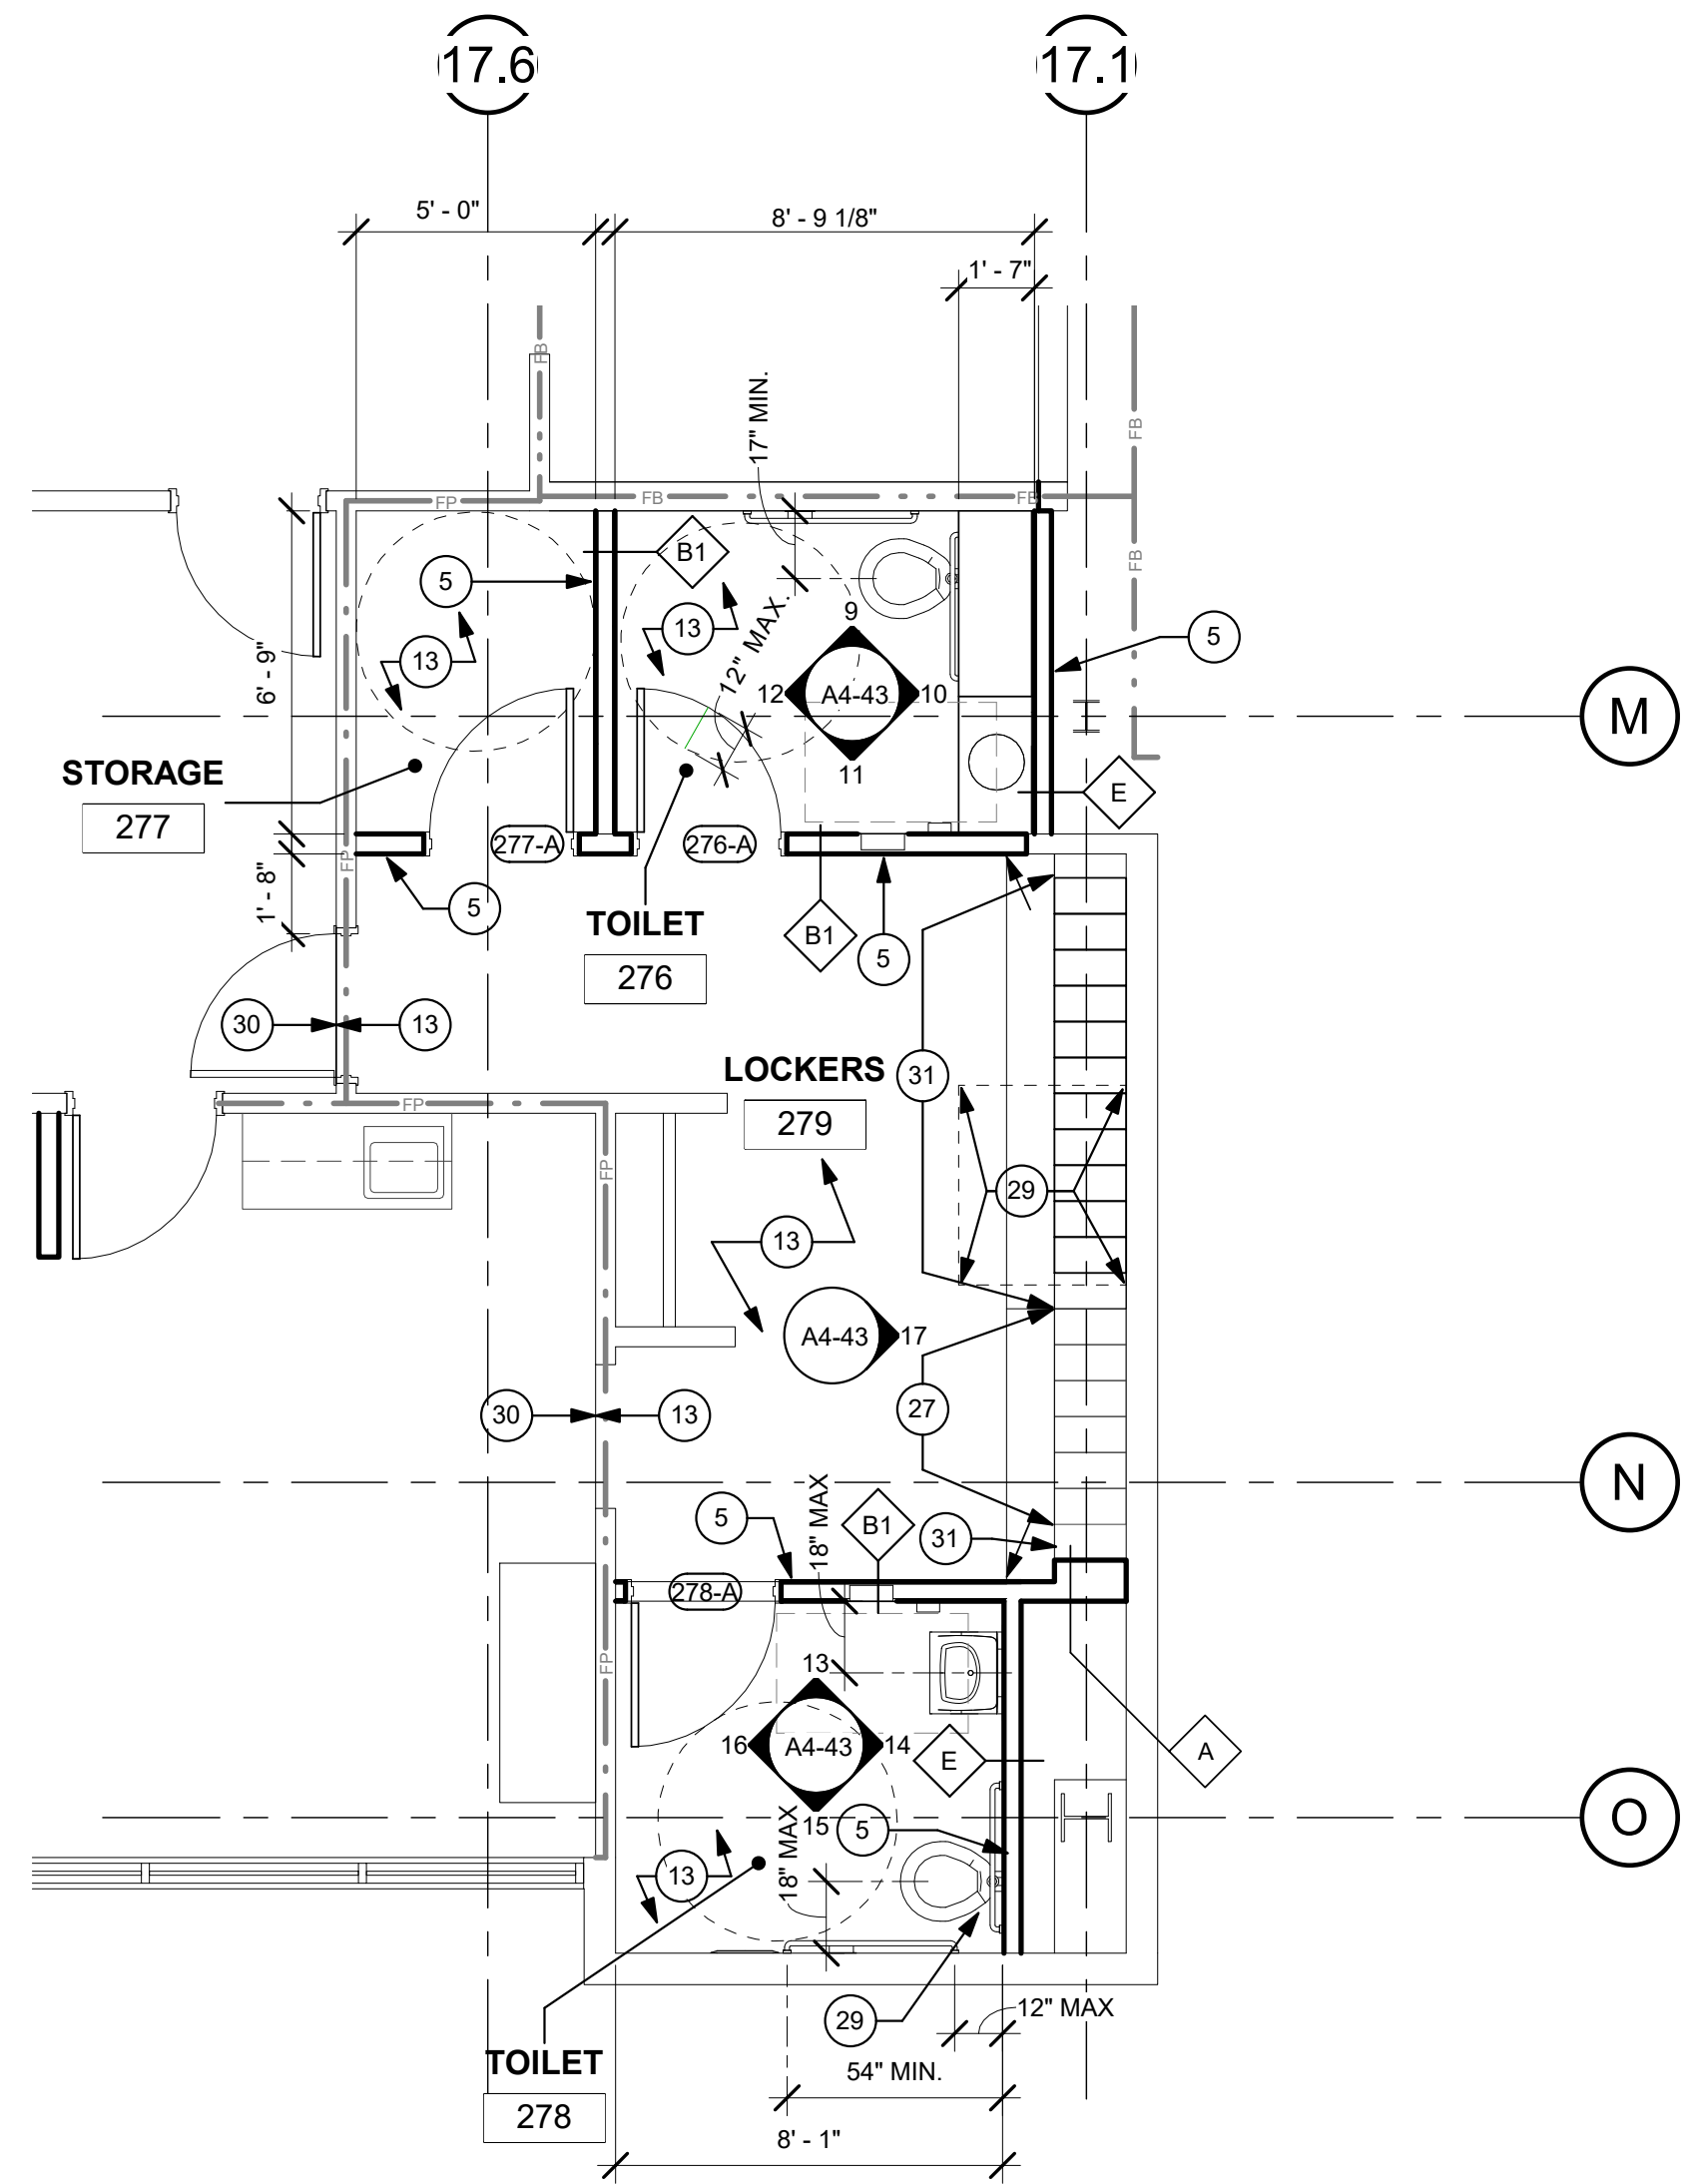 17.6
17.1
5' - 0"
8' - 9 1/8"
1' - 7"
FB
17" MIN.
FB
FP
FB
FB
B1
FB
5
13
12" MAX.
9
5
13
6' - 9"
12
A4-43
10
M
11
STORAGE
277
E
277-A
276-A
FP
1' - 8"
5
TOILET
276
B1
5
30
13
LOCKERS
279
31
FP
FP
29
13
A4-43
17
30
13
27
N
18" MAX
5
B1
31
278-A
FP
13
16
A4-43
14
E
A
15
5
O
18" MAX
13
29
12" MAX
TOILET
278
54" MIN.
8' - 1"